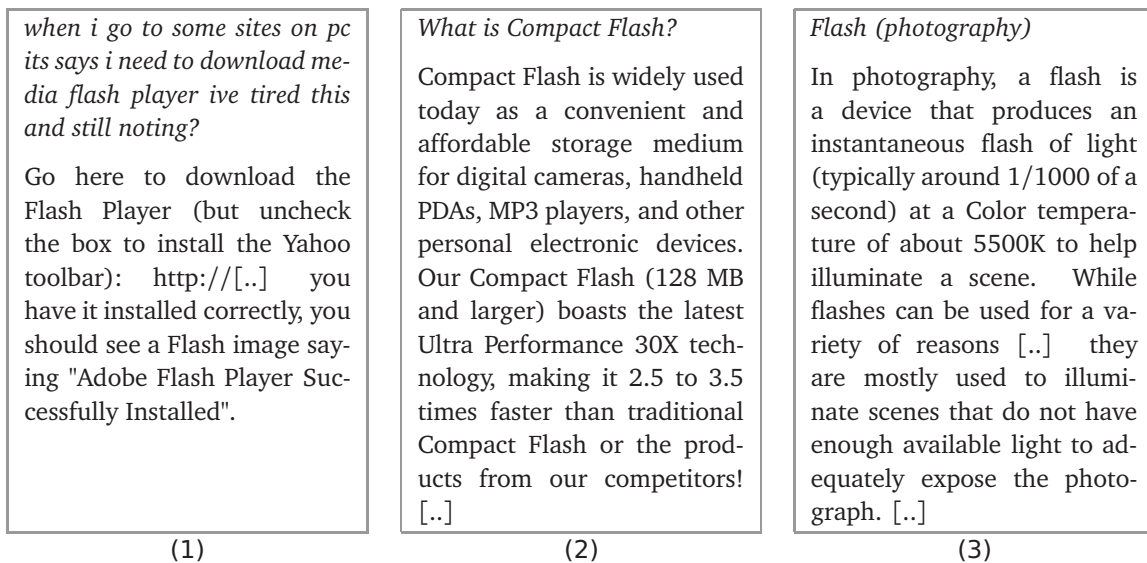 when i go to some sites on pc
its says i need to download me-
dia flash player ive tired this
and still noting?
Go here to download the
Flash Player (but uncheck
the box to install the Yahoo
toolbar): http://[..] you
have it installed correctly, you
should see a Flash image say-
ing "Adobe Flash Player Suc-
cessfully Installed".
(1)
What is Compact Flash?
Compact Flash is widely used
today as a convenient and
affordable storage medium
for digital cameras, handheld
PDAs, MP3 players, and other
personal electronic devices.
Our Compact Flash (128 MB
and larger) boasts the latest
Ultra Performance 30X tech-
nology, making it 2.5 to 3.5
times faster than traditional
Compact Flash or the prod-
ucts from our competitors!
[..]
(2)
Flash (photography)
In photography, a flash is
a device that produces an
instantaneous flash of light
(typically around 1/1000 of a
second) at a Color tempera-
ture of about 5500K to help
illuminate a scene. While
flashes can be used for a va-
riety of reasons [..] they
are mostly used to illumi-
nate scenes that do not have
enough available light to ad-
equately expose the photo-
graph. [..]
(3)